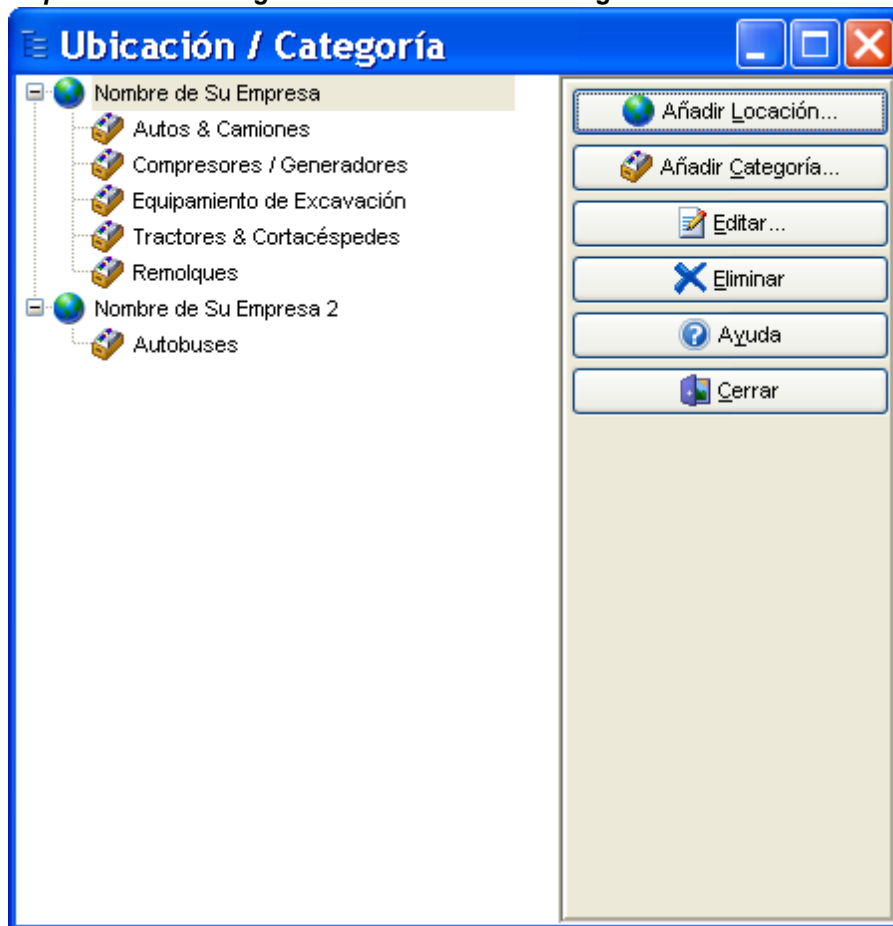 Ubicación / Categoría
Nombre de Su Empresa
Autos & Camiones
Compresores / Generadores
Equipamiento de Excavación
Tractores & Cortacéspedes
Remolques
Nombre de Su Empresa 2
Autobuses
Añadir Locación...
Añadir Categoría...
Editar...
Eliminar
Ayuda
Cerrar